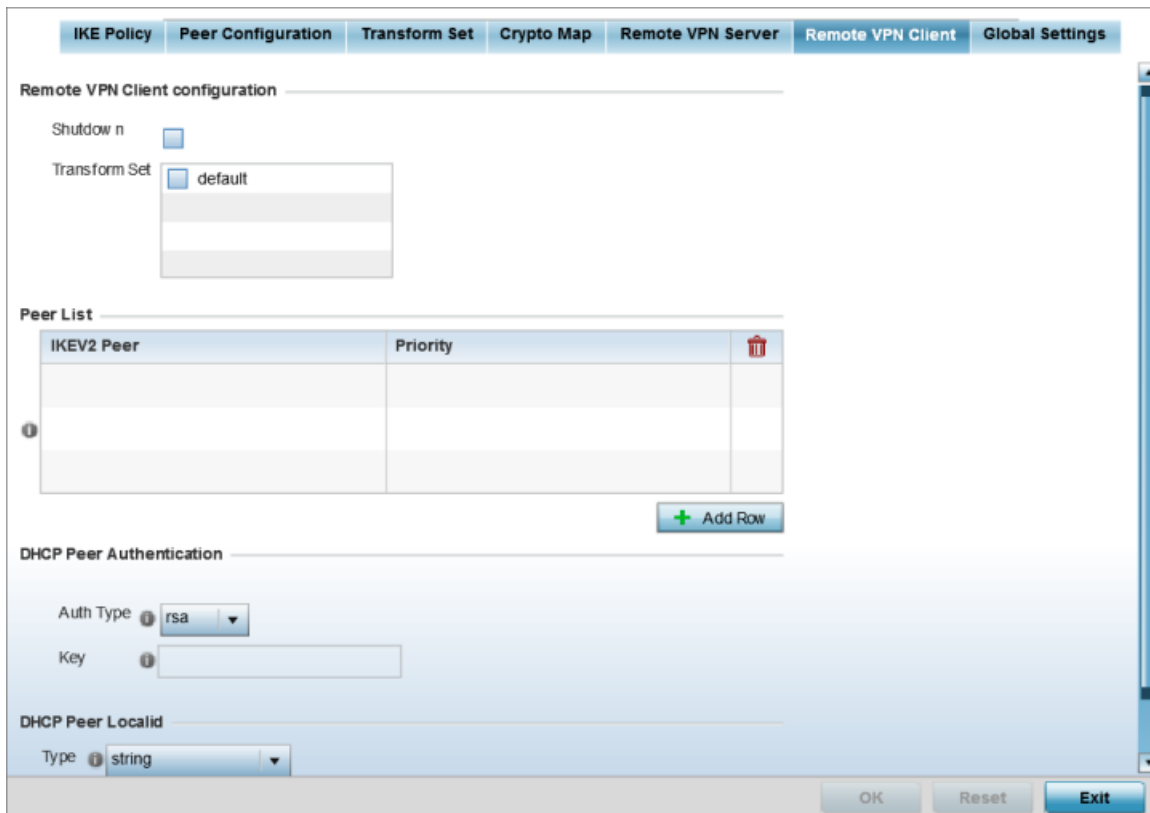 IKE Policy Peer Configuration Transform Set Crypto Map Remote VPN Server Remote VPN Client Global Settings
Remote VPN Client configuration
Shutdow n
Transform Set
default
Peer List
IKEV2 Peer Priority
Add Row
DHCP Peer Authentication
Auth Type rsa
Key
DHCP Peer Localid
Type string
OK Reset Exit